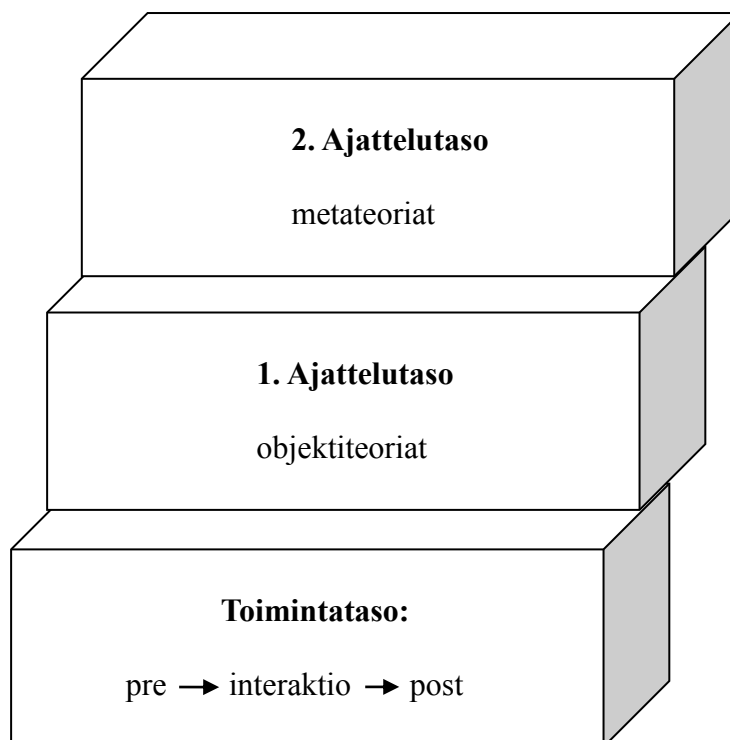 2. Ajattelutaso
metateoriat
1. Ajattelutaso
objektiteoriat
Toimintataso:
pre → interaktio → post